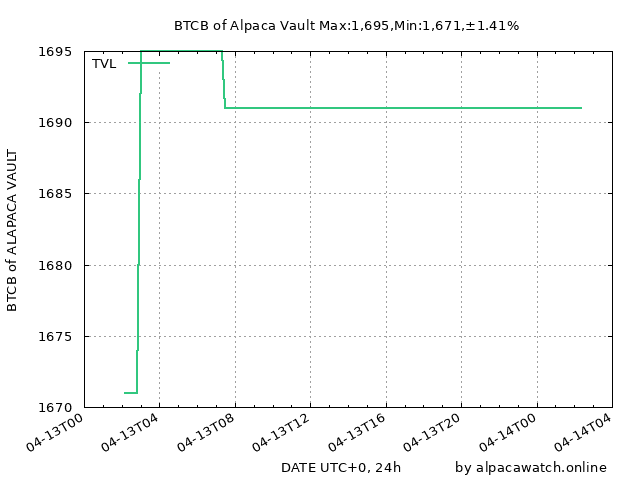 BTCB of Alpaca Vault Max:1,695,Min:1,671,±1.41%
TVL
1695
1690
1685
1680
1675
1670
BTCB of ALAPACA VAULT
04-13T00
04-13T04
04-13T08
04-13T12
04-13T16
04-13T20
04-14T00
04-14T04
DATE UTC+0, 24h
by alpacawatch.online